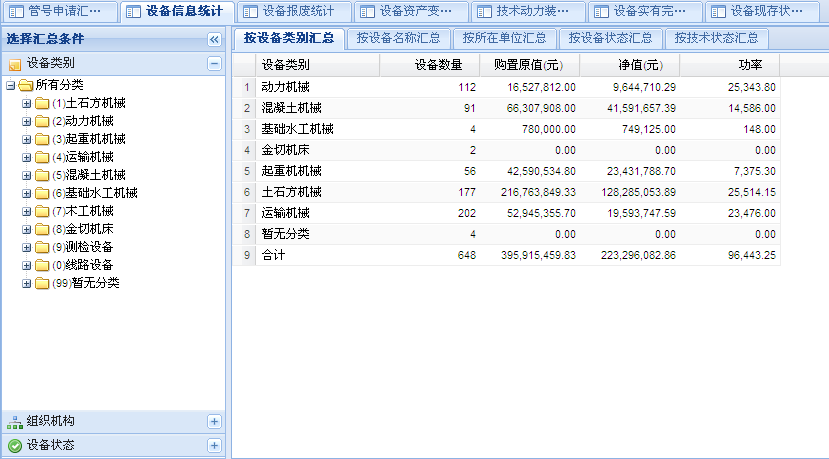 管号申请汇… 设备信息统计 设备报废统计 设备资产变… 技术动力装… 设备实有完… 设备现存状…
选择汇总条件
设备类别
所有分类
(1)土石方机械
(2)动力机械
(3)起重机机械
(4)运输机械
(5)混凝土机械
(6)基础水工机械
(7)木工机械
(8)金切机床
(9)测检设备
(0)线路设备
(99)暂无分类
组织机构
设备状态
按设备类别汇总 按设备名称汇总 按所在单位汇总 按设备状态汇总 按技术状态汇总
设备类别 设备数量 购置原值(元) 净值(元) 功率
1 动力机械 112 16,527,812.00 9,644,710.29 25,343.80
2 混凝土机械 91 66,307,908.00 41,591,657.39 14,586.00
3 基础水工机械 4 780,000.00 749,125.00 148.00
4 金切机床 2 0.00 0.00 0.00
5 起重机机械 56 42,590,534.80 23,431,788.70 7,375.30
6 土石方机械 177 216,763,849.33 128,285,053.89 25,514.15
7 运输机械 202 52,945,355.70 19,593,747.59 23,476.00
8 暂无分类 4 0.00 0.00 0.00
9 合计 648 395,915,459.83 223,296,082.86 96,443.25